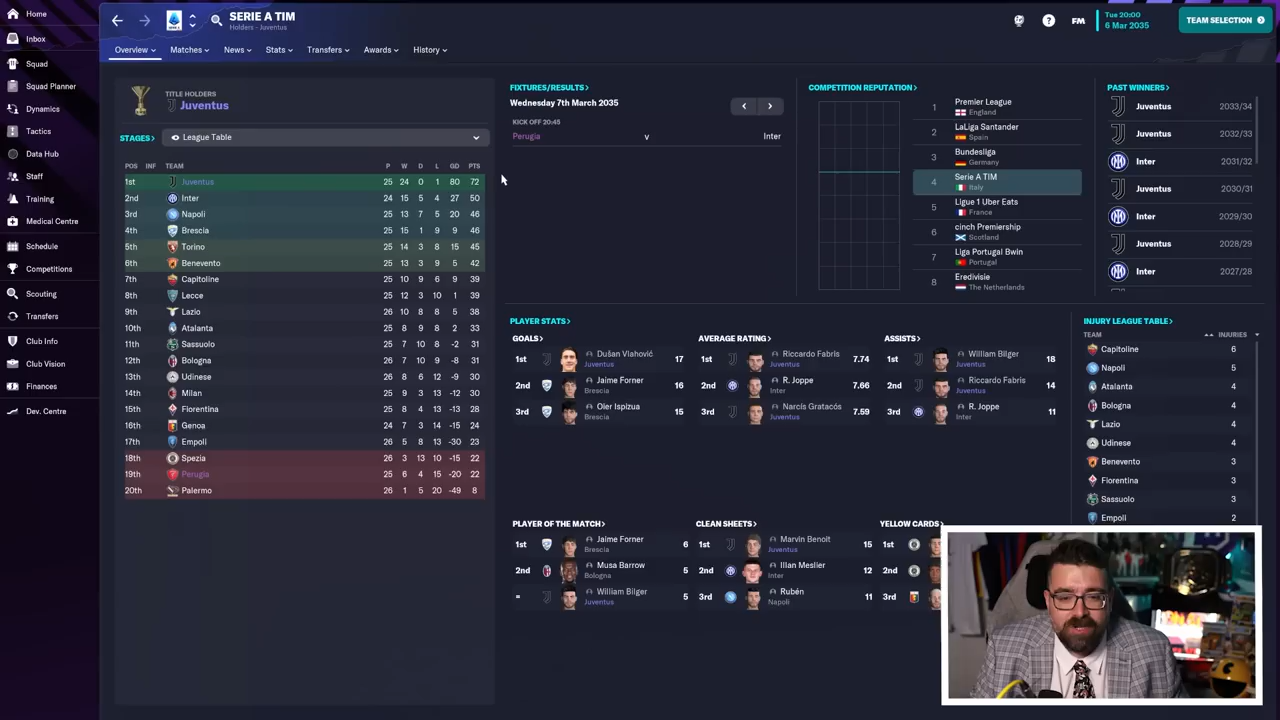 Home
Inbox
Squad
Squad Planner
Dynamics
Tactics
Data Hub
Staff
Training
Medical Centre
Schedule
Competitions
Scouting
Transfers
Club Info
Club Vision
Finances
Dev. Centre
SERIE A TIM
Holders - Juventus
FM
Tue 20:00
6 Mar 2035
TEAM SELECTION
Overview
Matches
News
Stats
Transfers
Awards
History
TITLE HOLDERS
Juventus
STAGES>
League Table
POS INF TEAM P W D L GD PTS
1st Juventus 25 24 0 1 80 72
2nd Inter 24 15 5 4 27 50
3rd Napoli 25 13 7 5 20 46
4th Brescia 25 15 1 9 9 46
5th Torino 25 14 3 8 15 45
6th Benevento 25 13 3 9 5 42
7th Capitoline 25 10 9 6 9 39
8th Lecce 25 12 3 10 1 39
9th Lazio 26 10 8 8 5 38
10th Atalanta 25 8 9 8 2 33
11th Sassuolo 25 7 10 8 -2 31
12th Bologna 26 7 10 9 -8 31
13th Udinese 26 8 6 12 -9 30
14th Milan 25 9 3 13 -12 30
15th Fiorentina 25 8 4 13 -13 28
16th Genoa 24 7 3 14 -15 24
17th Empoli 26 5 8 13 -30 23
18th Spezia 26 3 13 10 -15 22
19th Perugia 25 6 4 15 -20 22
20th Palermo 26 1 5 20 -49 8
FIXTURES/RESULTS>
Wednesday 7th March 2035
KICK OFF 20:45
Perugia v Inter
COMPETITION REPUTATION>
1 Premier League
England
2 LaLiga Santander
Spain
3 Bundesliga
Germany
4 Serie A TIM
Italy
5 Ligue 1 Uber Eats
France
6 cinch Premiership
Scotland
7 Liga Portugal Bwin
Portugal
8 Eredivisie
The Netherlands
PAST WINNERS>
Juventus 2033/34
Juventus 2032/33
Inter 2031/32
Juventus 2030/31
Inter 2029/30
Juventus 2028/29
Inter 2027/28
PLAYER STATS>
GOALS>
1st Dušan Vlahović 17
Juventus
2nd Jaime Forner 16
Brescia
3rd Oier Ispizua 15
Brescia
AVERAGE RATING>
1st Riccardo Fabris 7.74
Juventus
2nd R. Joppe 7.66
Inter
3rd Narcís Gratacós 7.59
Juventus
ASSISTS>
1st William Bilger 18
Juventus
2nd Riccardo Fabris 14
Juventus
3rd R. Joppe 11
Inter
PLAYER OF THE MATCH>
1st Jaime Forner 6
Brescia
2nd Musa Barrow 5
Bologna
= William Bilger 5
Juventus
CLEAN SHEETS>
1st Marvin Benoit 15
Juventus
2nd Illan Meslier 12
Inter
3rd Rubén 11
Napoli
YELLOW CARDS>
1st
2nd
3rd
INJURY LEAGUE TABLE>
TEAM INJURIES
Capitoline 6
Napoli 5
Atalanta 4
Bologna 4
Lazio 4
Udinese 4
Benevento 3
Fiorentina 3
Sassuolo 3
Empoli 2